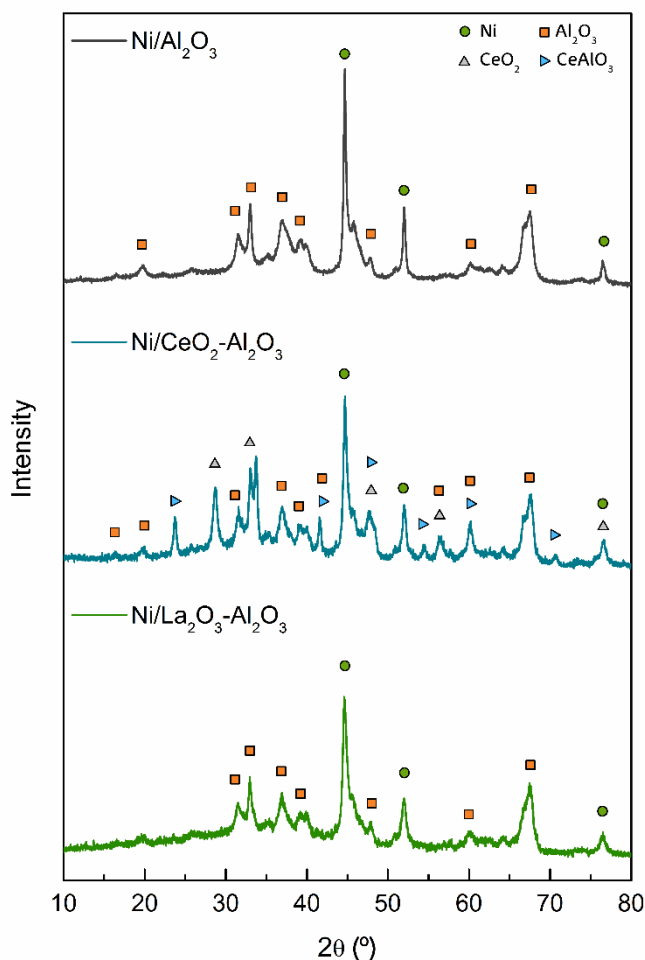 Ni/Al₂O₃
Ni
Al₂O₃
CeO₂
CeAlO₃
Ni/CeO₂-Al₂O₃
Ni/La₂O₃-Al₂O₃
Intensity
10 20 30 40 50 60 70 80
2θ (º)